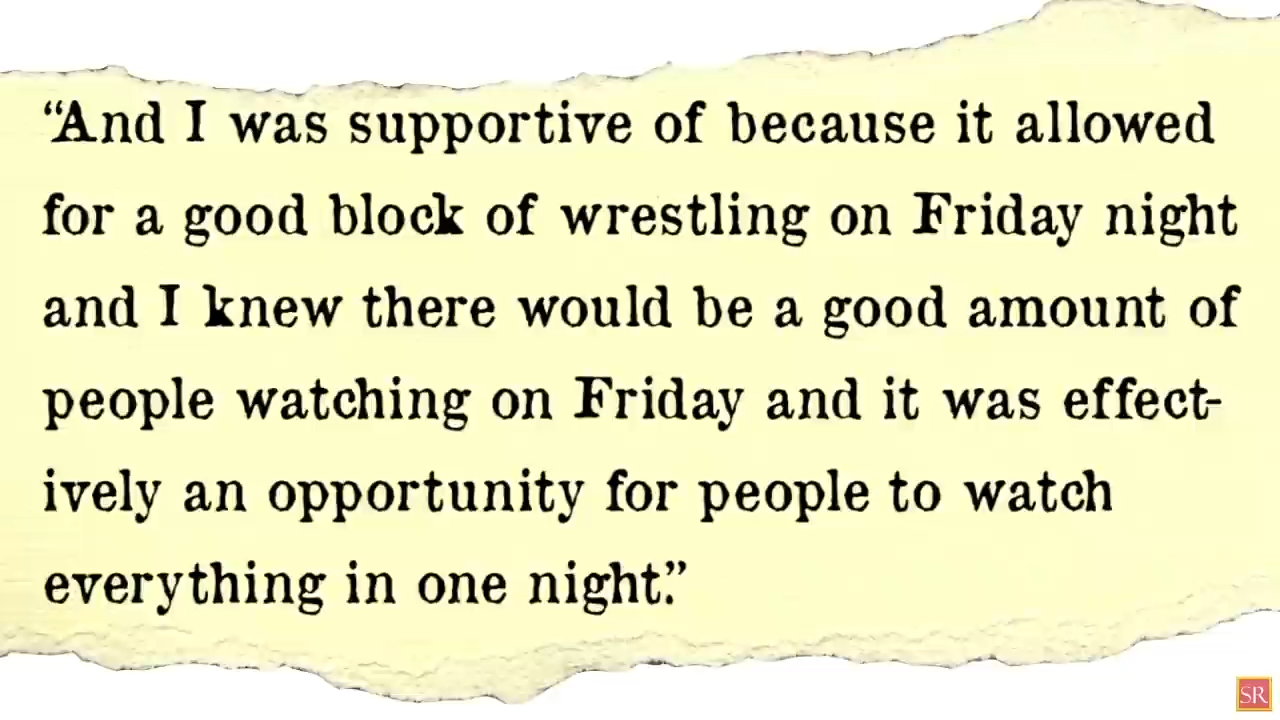 “And I was supportive of because it allowed
for a good block of wrestling on Friday night
and I knew there would be a good amount of
people watching on Friday and it was effect-
ively an opportunity for people to watch
everything in one night.”
SR